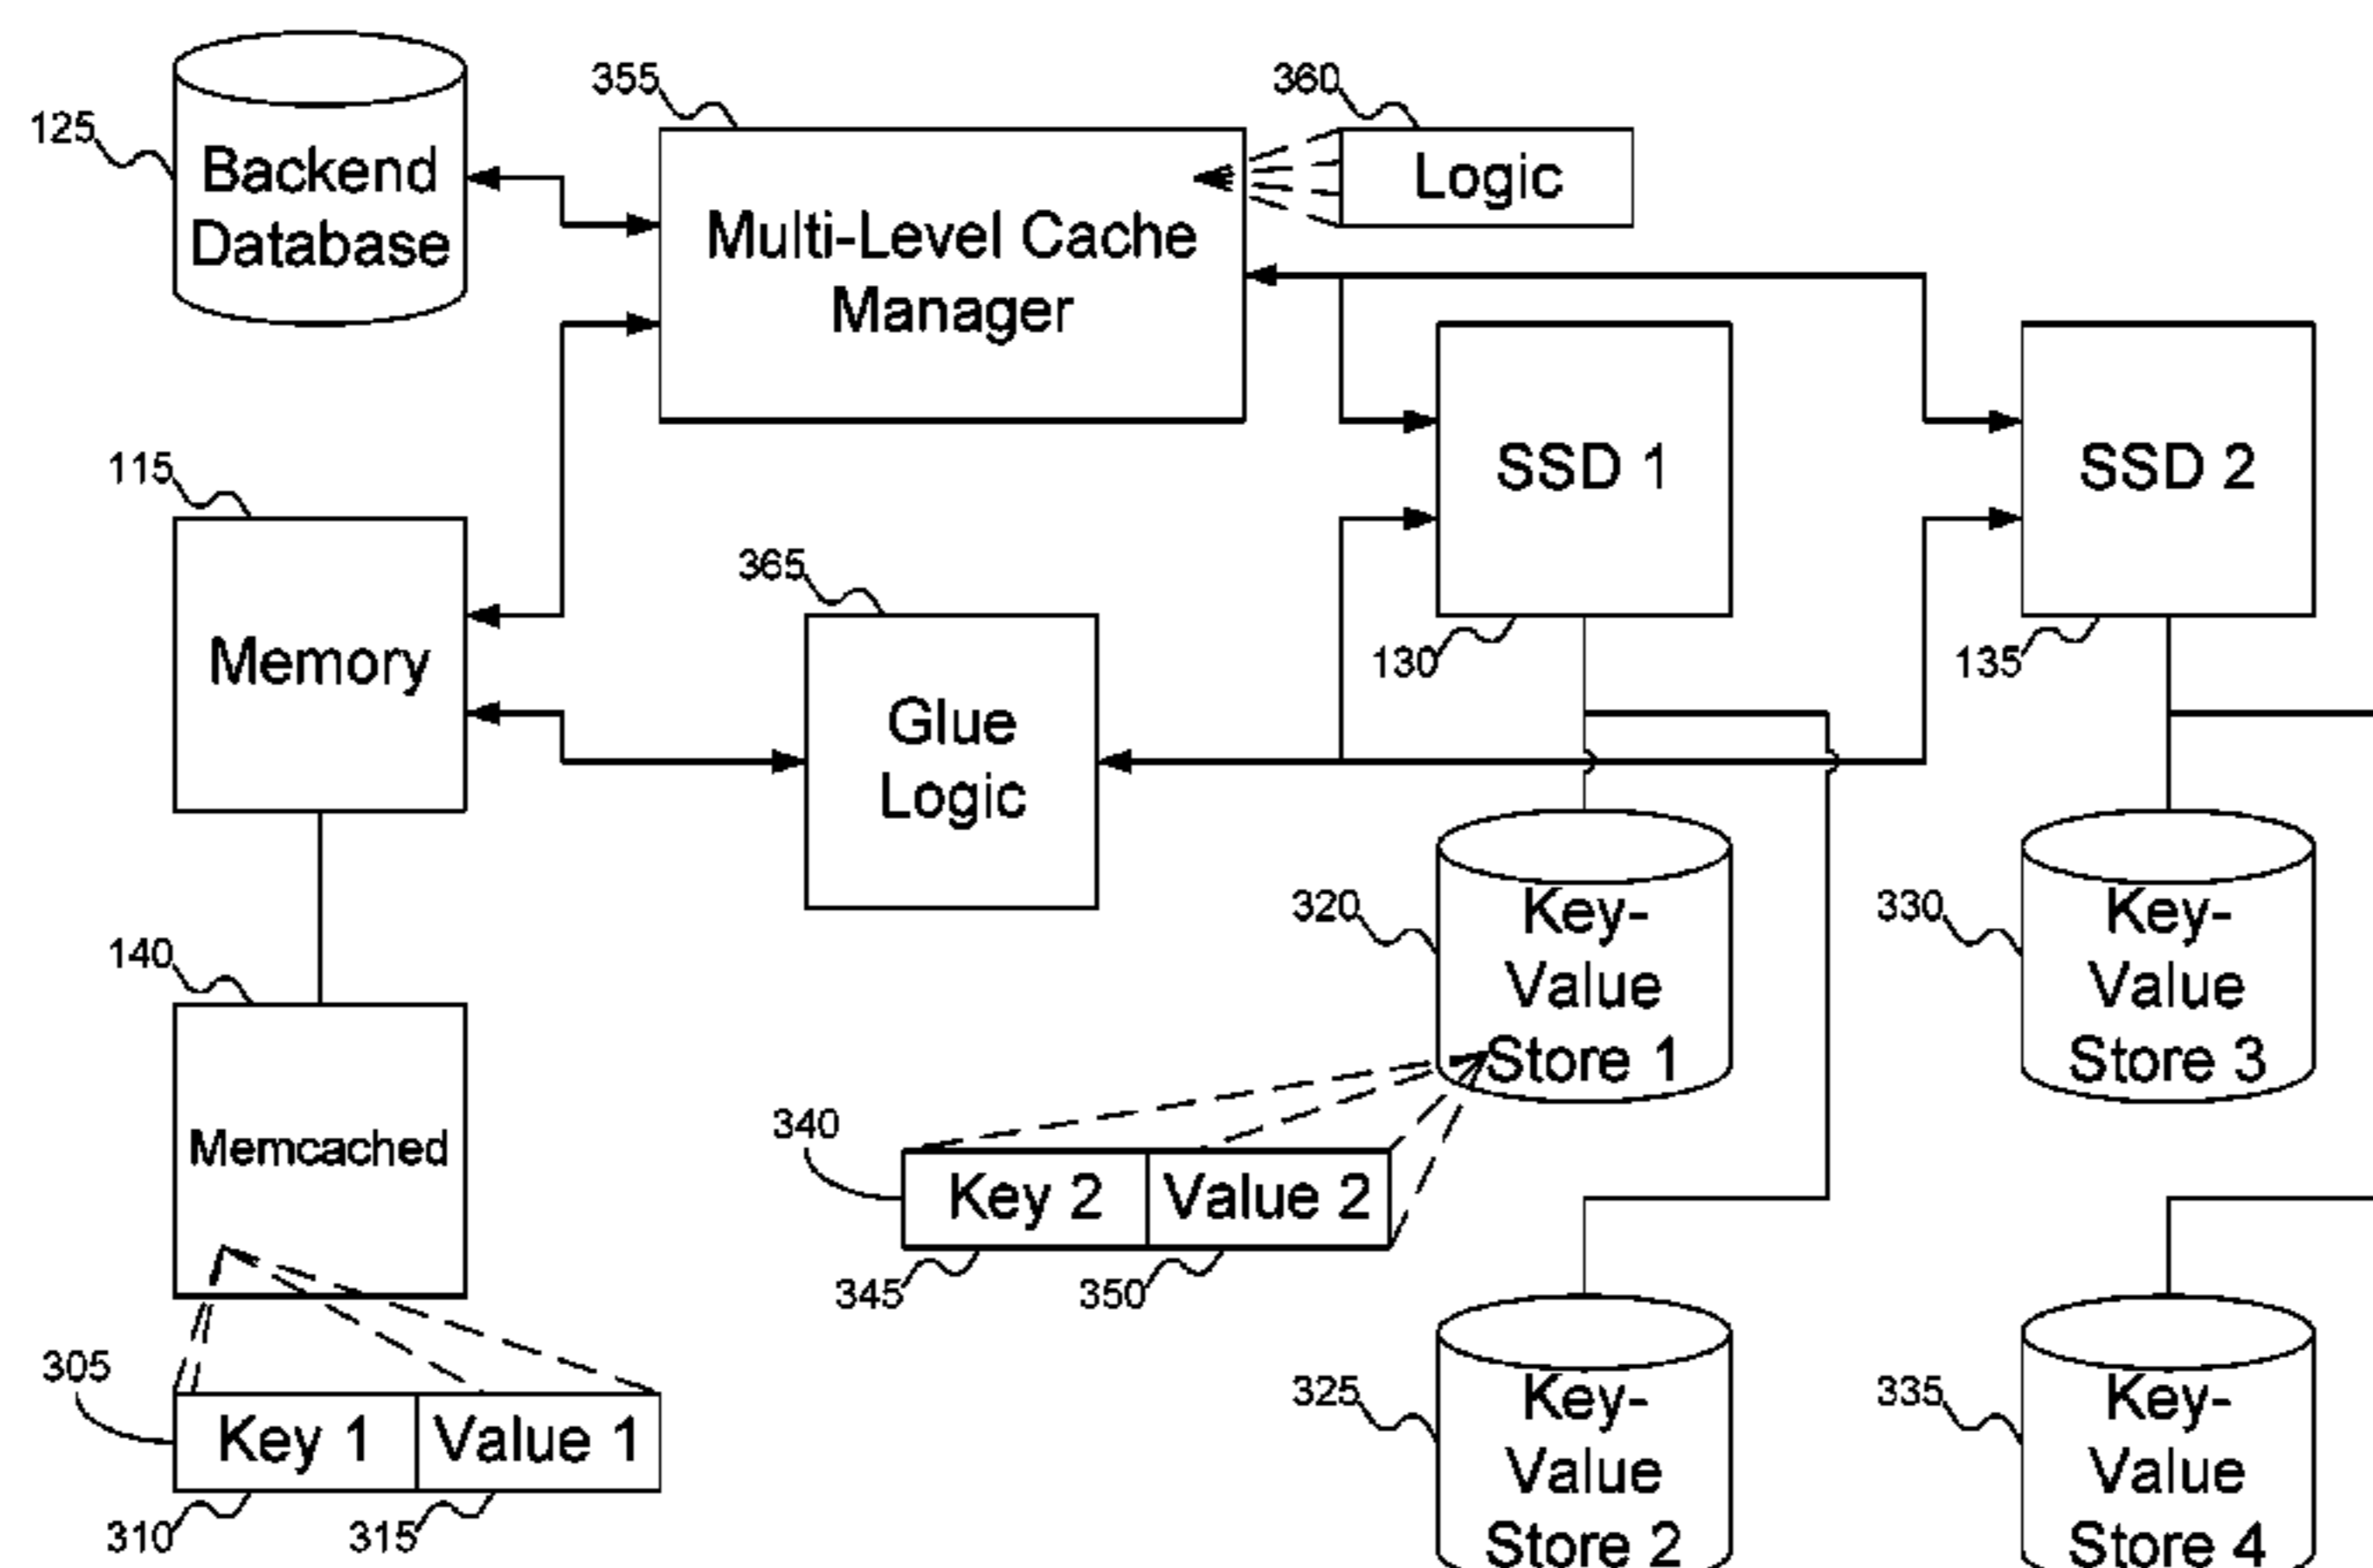 355
360
125
Backend
Database
Logic
Multi-Level Cache
Manager
115
SSD 1
SSD 2
365
Memory
130
135
Glue
Logic
140
320
Key-
Value
Store 1
330
Key-
Value
Store 3
Memcached
340
Key 2
Value 2
345
350
305
Key 1
Value 1
310
315
325
Key-
Value
Store 2
335
Key-
Value
Store 4